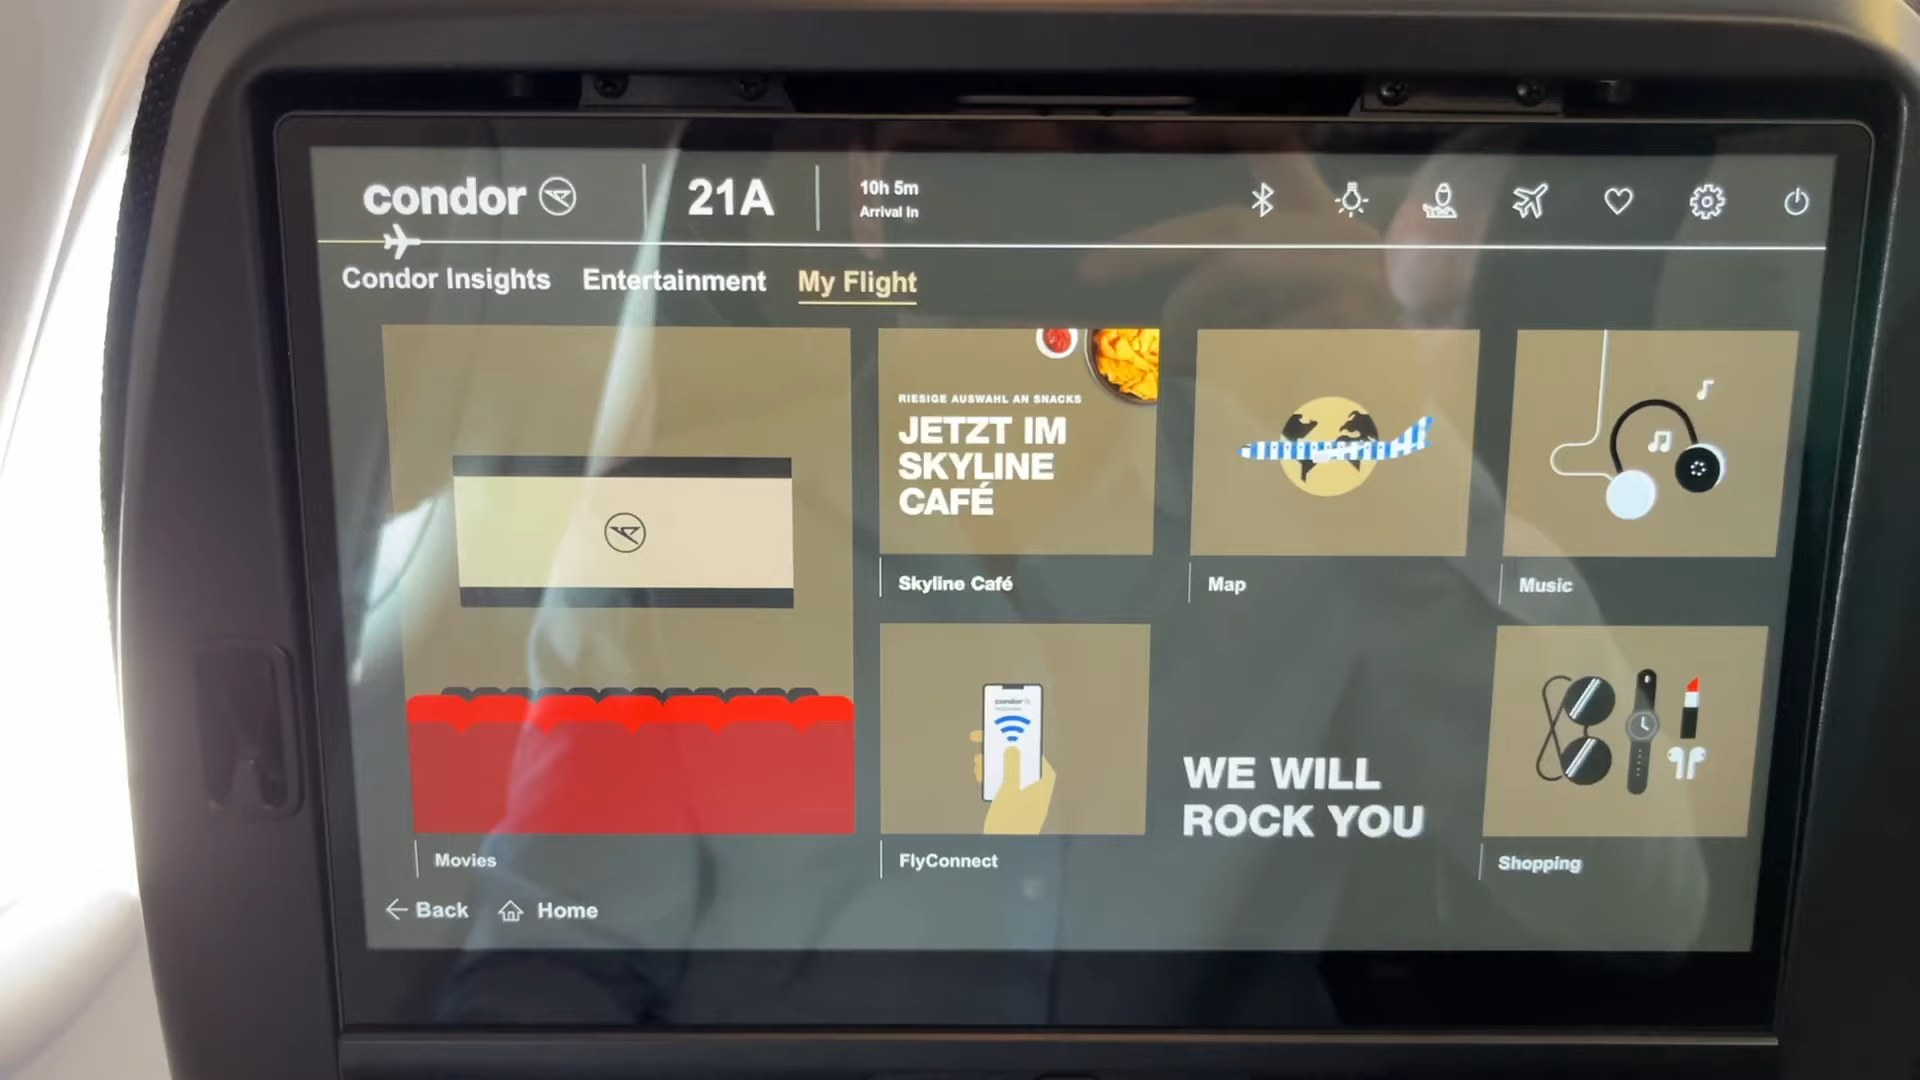 condor
21A
10h 5m
Arrival In
Condor Insights
Entertainment
My Flight
RIESIGE AUSWAHL AN SNACKS
JETZT IM
SKYLINE
CAFÉ
Skyline Café
Map
Music
condor
WE WILL
ROCK YOU
Movies
FlyConnect
Shopping
Back
Home